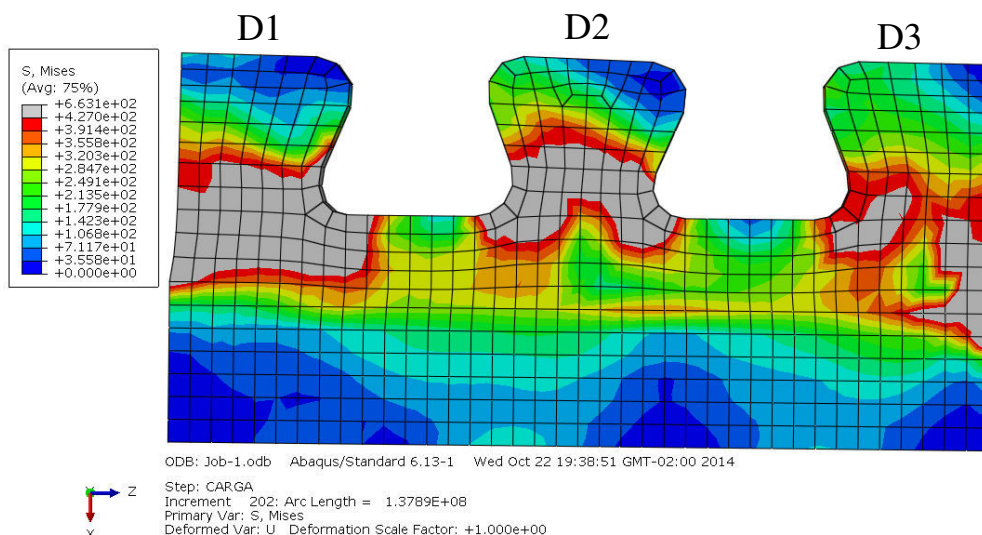 D1 D2 D3
S, Mises
(Avg: 75%)
+6.631e+02
+4.270e+02
+3.914e+02
+3.558e+02
+3.203e+02
+2.847e+02
+2.491e+02
+2.135e+02
+1.779e+02
+1.423e+02
+1.068e+02
+7.117e+01
+3.558e+01
+0.000e+00
ODB: Job-1.odb Abaqus/Standard 6.13-1 Wed Oct 22 19:38:51 GMT-02:00 2014
Z
X
Step: CARGA
Increment 202: Arc Length = 1.3789E+08
Primary Var: S, Mises
Deformed Var: U Deformation Scale Factor: +1.000e+00